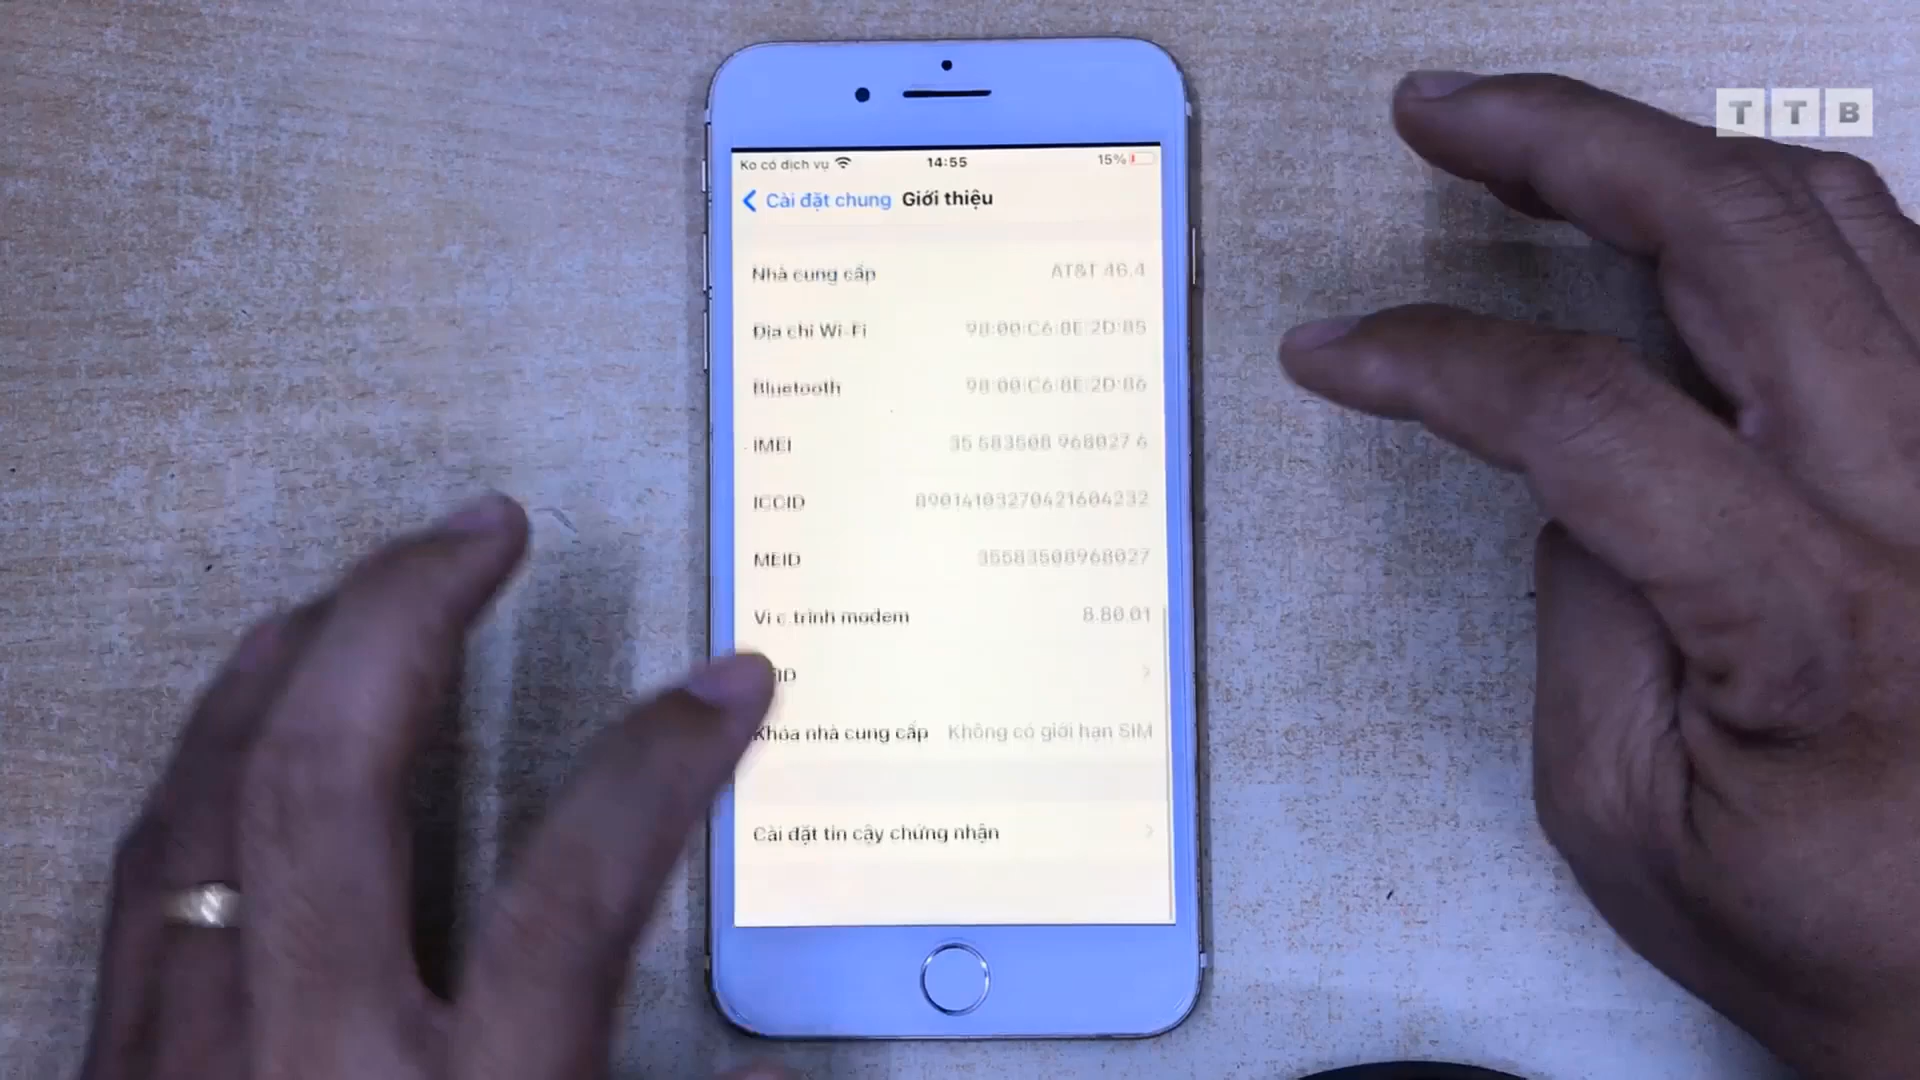 TTB
Ko có dịch vụ 14:55 15%
Cài đặt chung Giới thiệu
Nhà cung cấp AT&T 46.4
Địa chỉ Wi-Fi 98:00:C6:8E:2D:85
Bluetooth 98:00:C6:8E:2D:86
IMEI 35 583508 968027 6
ICCID 89014103270421604232
MEID 35583508968027
Vi c trình modem 8.80.01
ID
Khóa nhà cung cấp Không có giới hạn SIM
Cài đặt tin cậy chứng nhận